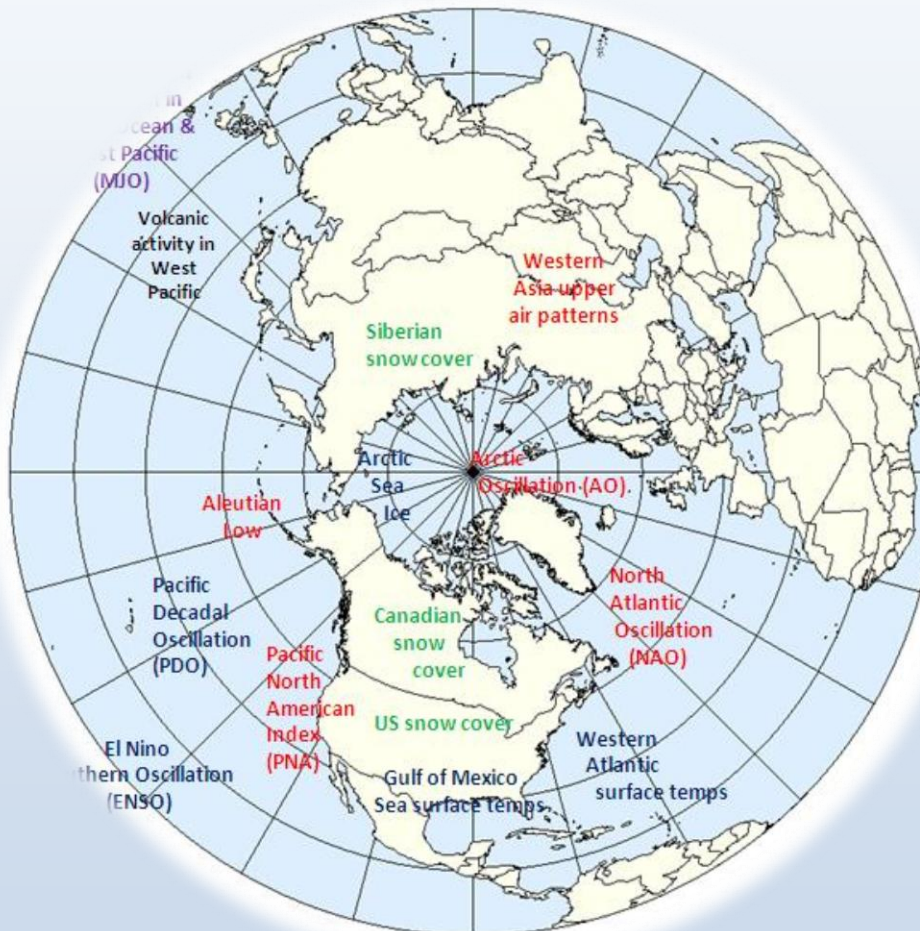 in
Ocean &
st Pacific
(MJO)
Volcanic
activity in
West
Pacific
Western
Asia upper
air patterns
Siberian
snow cover
Arctic
Sea
Ice
Arctic
Oscillation (AO).
Aleutian
Low
Pacific
Decadal
Oscillation
(PDO)
Pacific
North
American
Index
(PNA)
Canadian
snow
cover
North
Atlantic
Oscillation
(NAO)
US snow cover
El Nino
thern Oscillation
(ENSO)
Gulf of Mexico
Sea surface temps
Western
Atlantic
surface temps